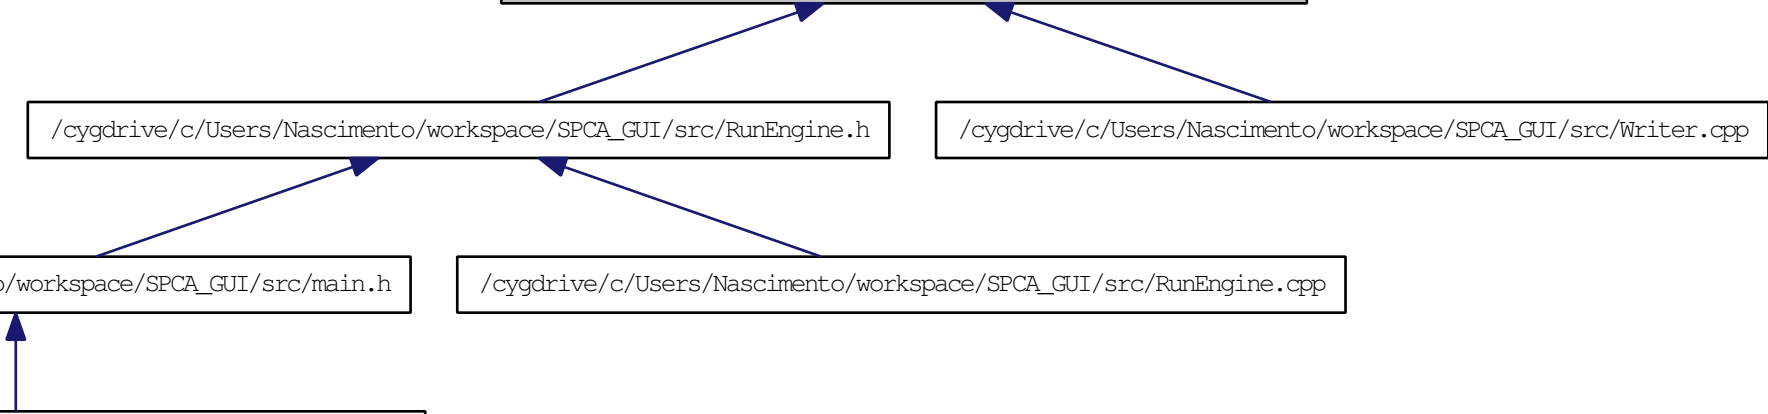 /cygdrive/c/Users/Nascimento/workspace/SPCA_GUI/src/RunEngine.h
/cygdrive/c/Users/Nascimento/workspace/SPCA_GUI/src/Writer.cpp
/workspace/SPCA_GUI/src/main.h
/cygdrive/c/Users/Nascimento/workspace/SPCA_GUI/src/RunEngine.cpp